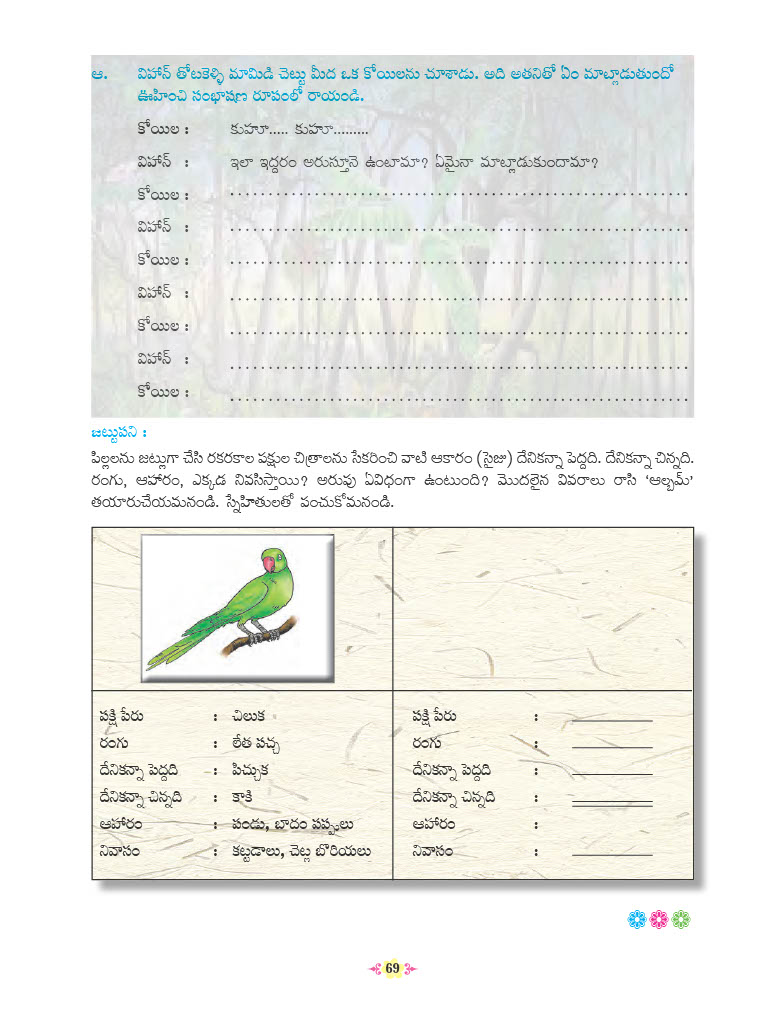 ఆ. విహాన్ తోటకెళ్ళి మామిడి చెట్టు మీద ఒక కోయిలను చూశాడు. అది అతనితో ఏం మాట్లాడుతుందో
ఊహించి సంభాషణ రూపంలో రాయండి.
కోయిల : కుహూ..... కుహూ.........
విహాన్ : ఇలా ఇద్దరం అరుస్తూనె ఉంటామా? ఏమైనా మాట్లాడుకుందామా?
కోయిల : ..............................................................
విహాన్ : ..............................................................
కోయిల : ..............................................................
విహాన్ : ..............................................................
కోయిల : ..............................................................
విహాన్ : ..............................................................
కోయిల : ..............................................................
జట్టుపని :
పిల్లలను జట్లుగా చేసి రకరకాల పక్షుల చిత్రాలను సేకరించి వాటి ఆకారం (సైజు) దేనికన్నా పెద్దది. దేనికన్నా చిన్నది.
రంగు, ఆహారం, ఎక్కడ నివసిస్తాయి? అరుపు ఏవిధంగా ఉంటుంది? మొదలైన వివరాలు రాసి 'ఆల్బమ్'
తయారుచేయమనండి. స్నేహితులతో పంచుకోమనండి.
పక్షి పేరు : చిలుక
రంగు : లేత పచ్చ
దేనికన్నా పెద్దది : పిచ్చుక
దేనికన్నా చిన్నది : కాకి
ఆహారం : పండు, బాదం పప్పులు
నివాసం : కట్టడాలు, చెట్ల బొరియలు
పక్షి పేరు : ________
రంగు : ________
దేనికన్నా పెద్దది : ________
దేనికన్నా చిన్నది : ________
ఆహారం : ________
నివాసం : ________
69